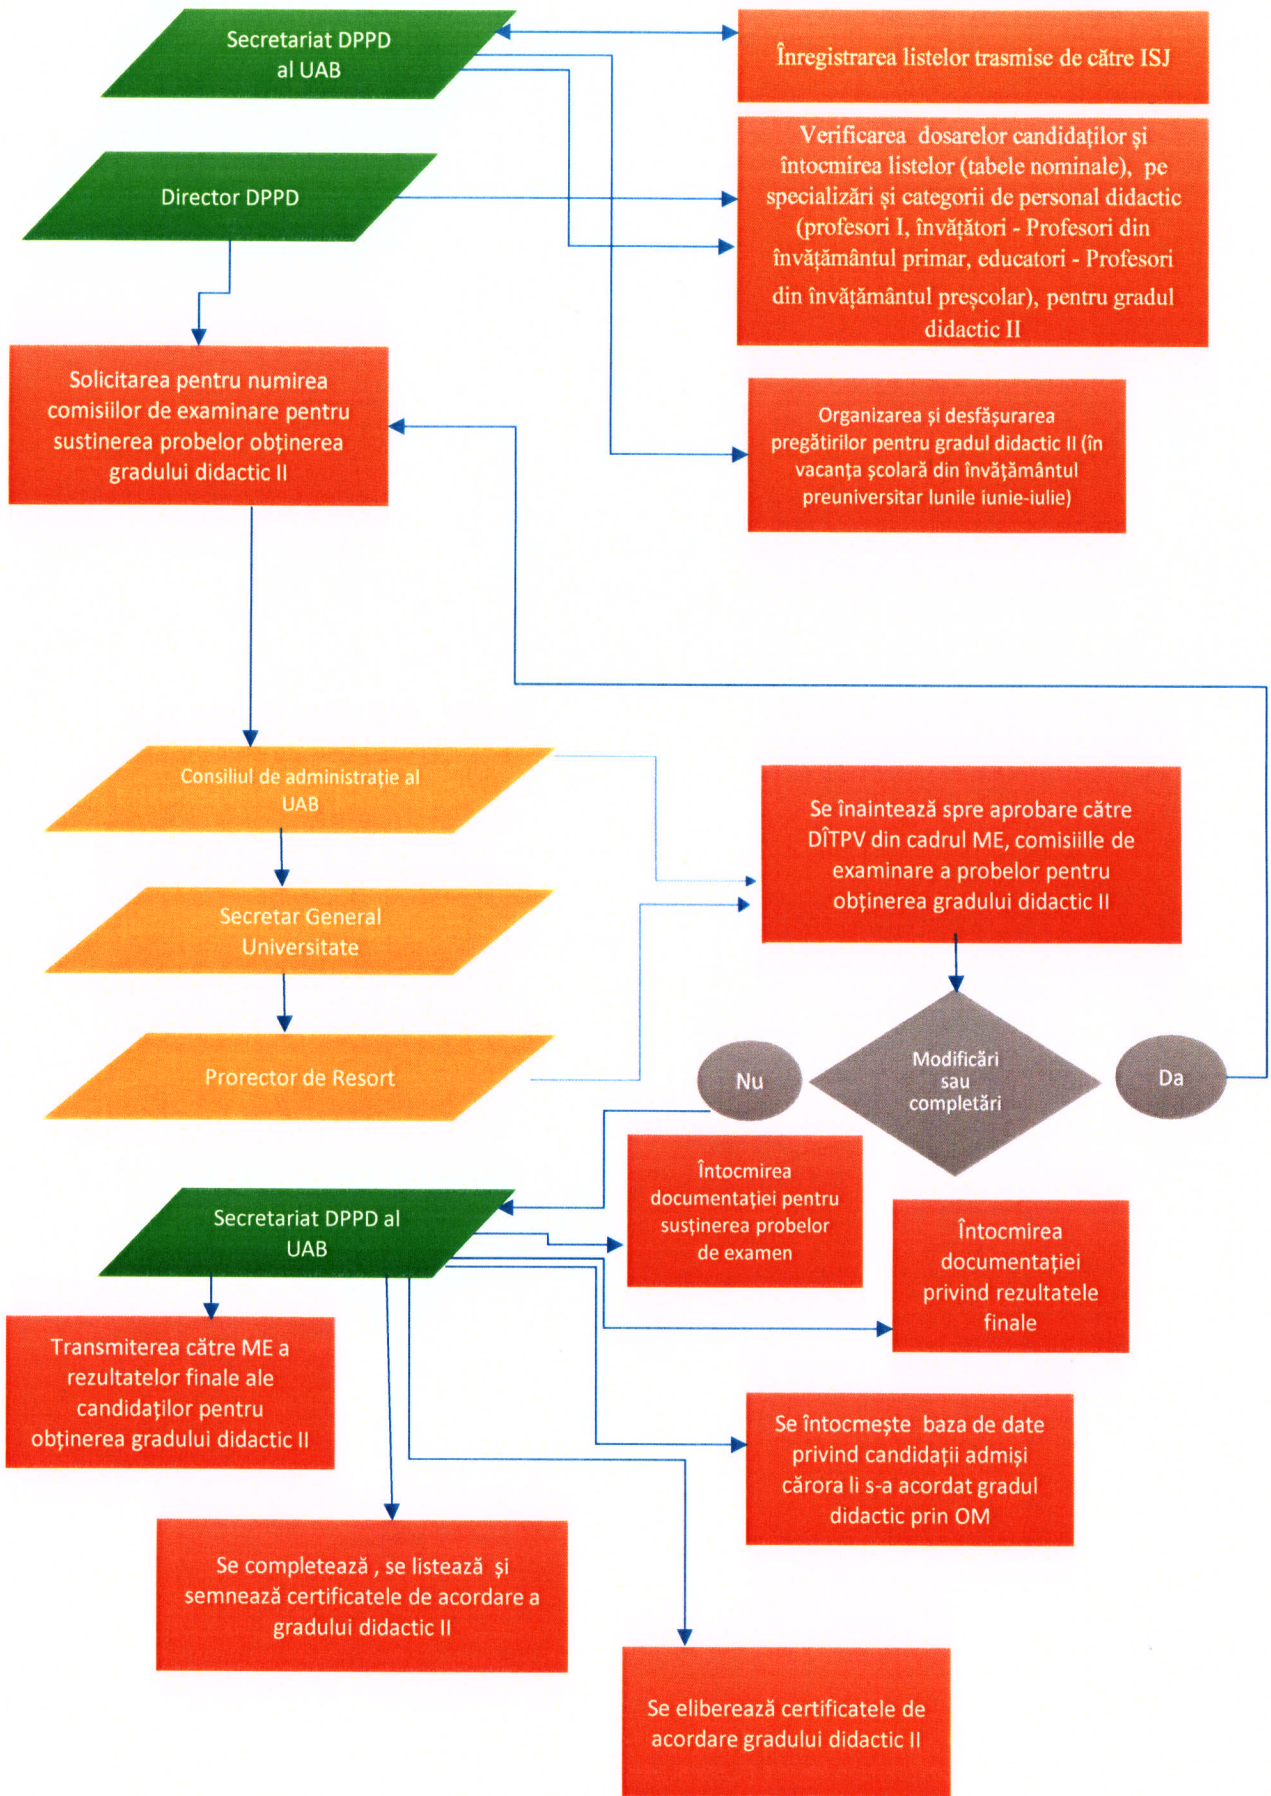 Secretariat DPPD
al UAB
Înregistrarea listelor trasmise de către ISJ
Verificarea dosarelor candidaților și
întocmirea listelor (tabele nominale), pe
specializări și categorii de personal didactic
(profesori I, învățători - Profesori din
învățământul primar, educatori - Profesori
din învățământul preșcolar), pentru gradul
didactic II
Director DPPD
Solicitarea pentru numirea
comisiilor de examinare pentru
sustinerea probelor obținerea
gradului didactic II
Organizarea și desfășurarea
pregătirilor pentru gradul didactic II (în
vacanța școlară din învățământul
preuniversitar lunile iunie-iulie)
Consiliul de administrație al
UAB
Se înaintează spre aprobare către
DÎTPV din cadrul ME, comisiille de
examinare a probelor pentru
obținerea gradului didactic II
Secretar General
Universitate
Prorector de Resort
Nu
Modificări
sau
completări
Da
Întocmirea
documentației pentru
susținerea probelor
de examen
Secretariat DPPD al
UAB
Întocmirea
documentației
privind rezultatele
finale
Transmiterea către ME a
rezultatelor finale ale
candidaților pentru
obținerea gradului didactic II
Se întocmește baza de date
privind candidații admiși
cărora li s-a acordat gradul
didactic prin OM
Se completează , se listează și
semnează certificatele de acordare a
gradului didactic II
Se eliberează certificatele de
acordare gradului didactic II